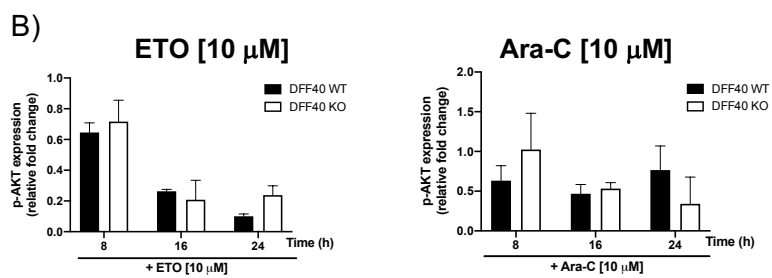 B)
ETO [10 μM]
p-AKT expression
(relative fold change)
0.0
0.2
0.4
0.6
0.8
1.0
DFF40 WT
DFF40 KO
8
16
24
Time (h)
+ ETO [10 μM]
Ara-C [10 μM]
p-AKT expression
(relative fold change)
0.0
0.5
1.0
1.5
2.0
DFF40 WT
DFF40 KO
8
16
24
Time (h)
+ Ara-C [10 μM]